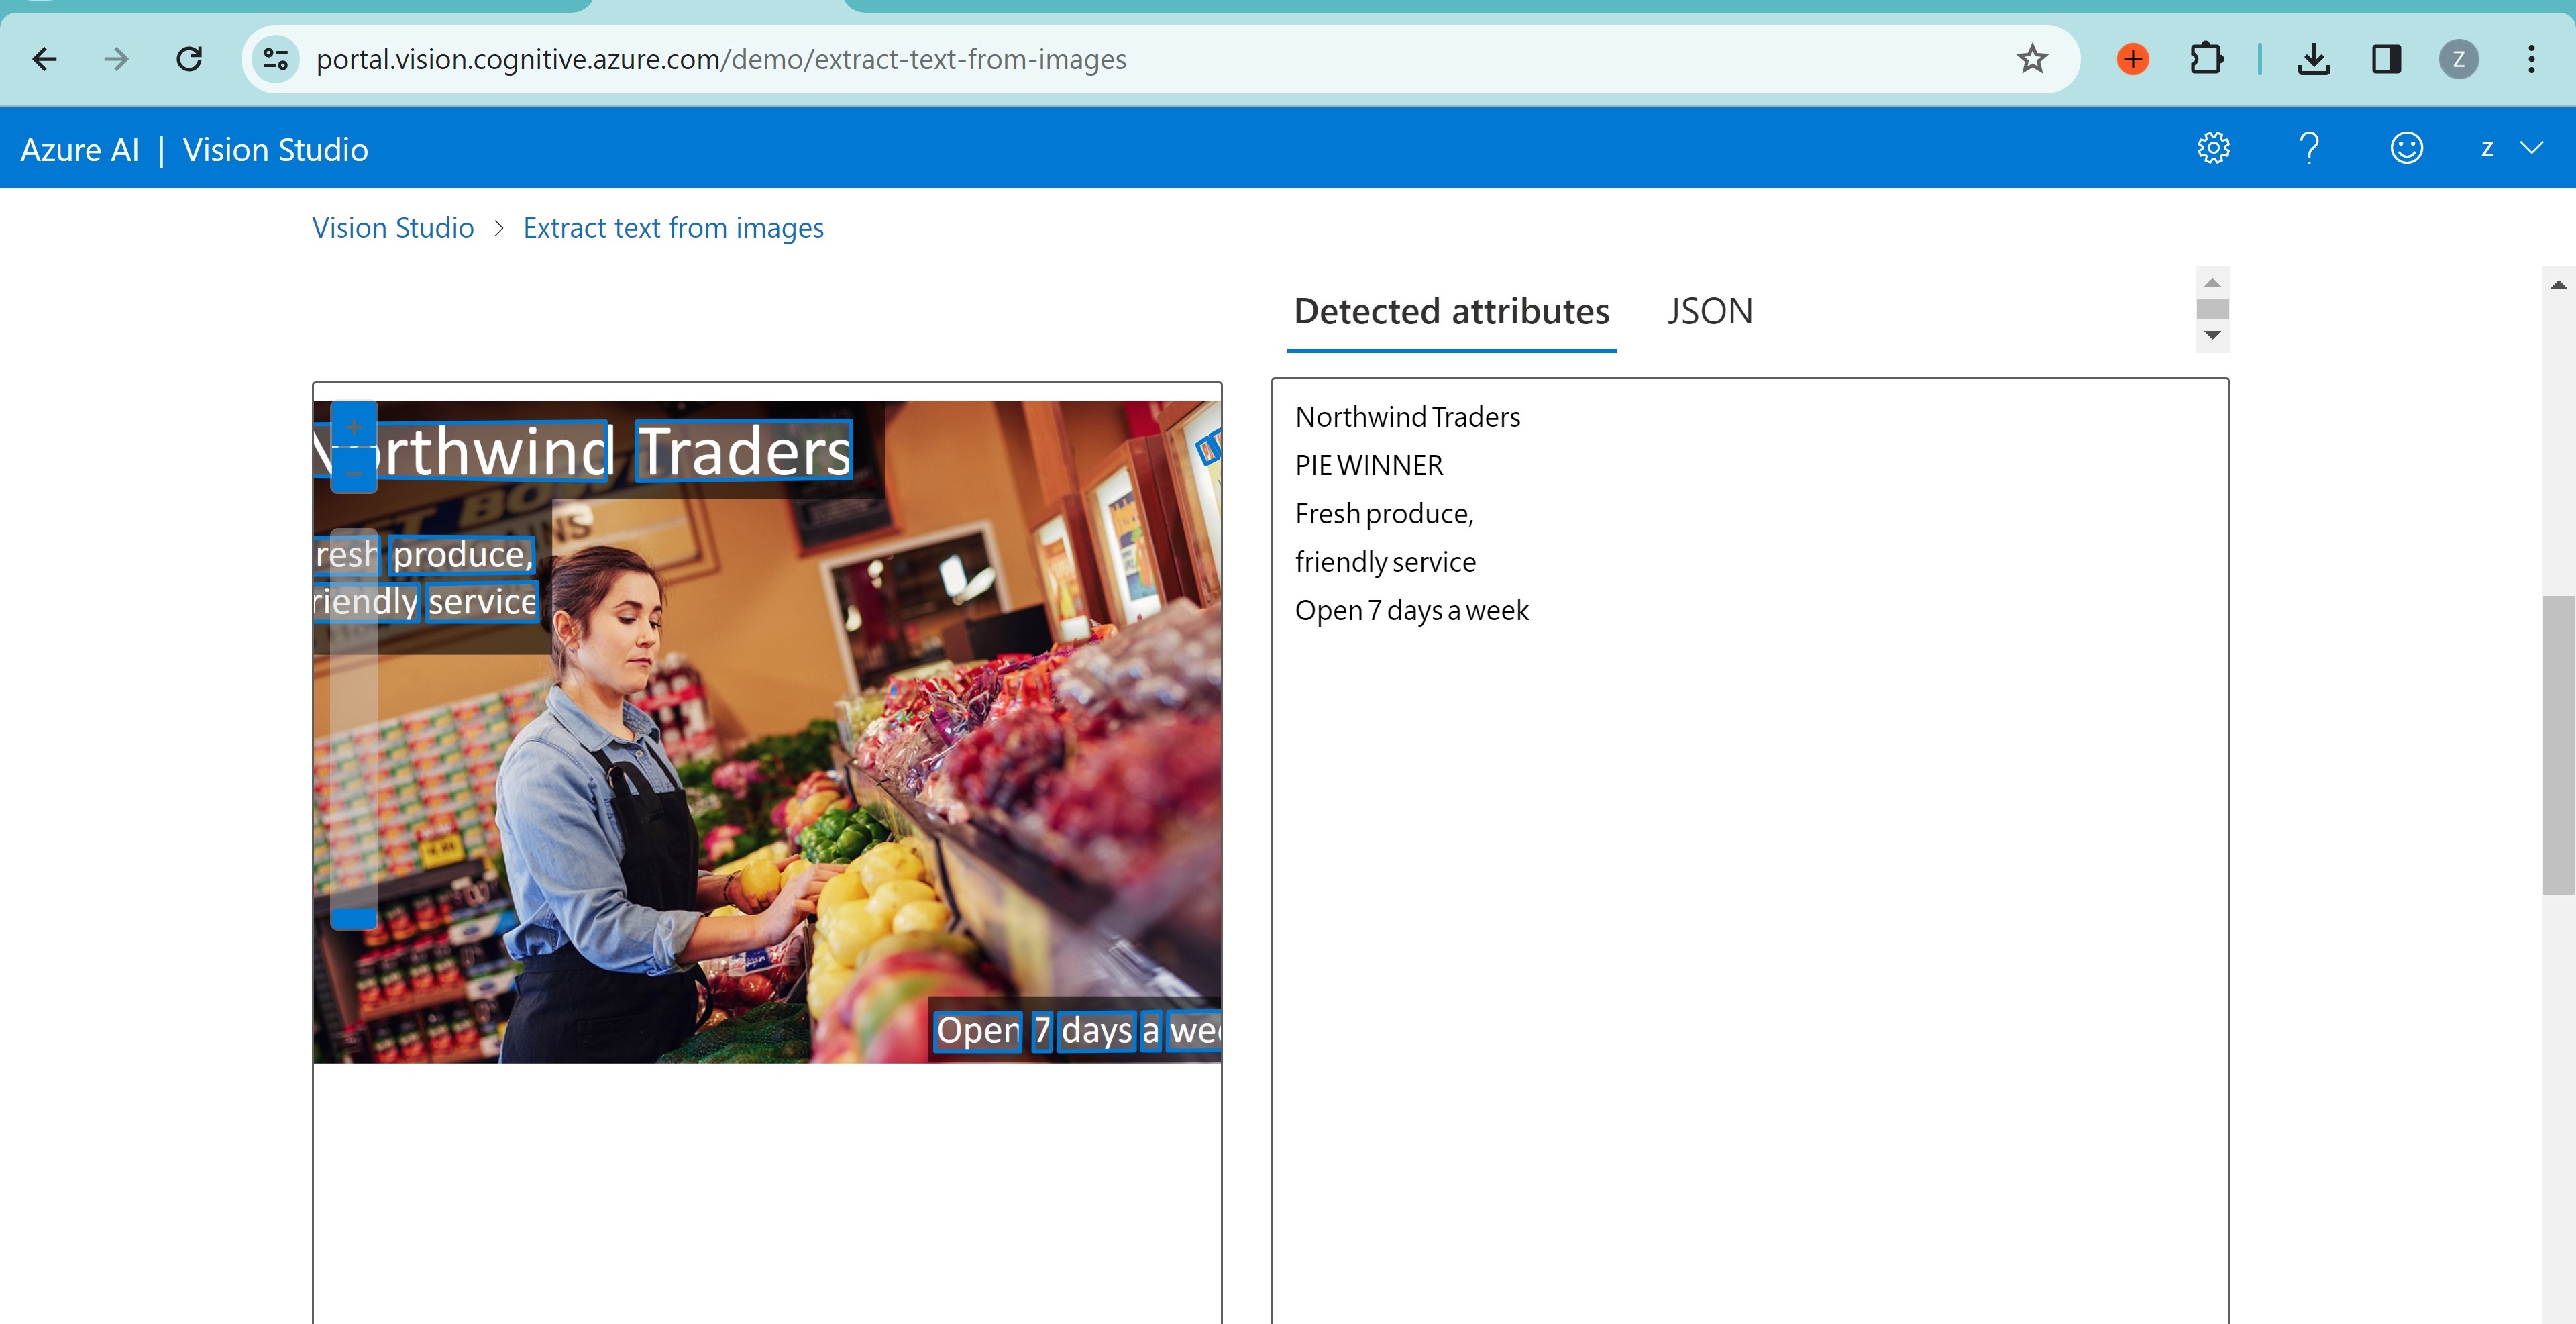 portal.vision.cognitive.azure.com/demo/extract-text-from-images
Z
Azure AI | Vision Studio
z
Vision Studio > Extract text from images
Detected attributes
JSON
Northwind Traders
resh produce,
riendly service
Open 7 days a wee
Northwind Traders
PIE WINNER
Fresh produce,
friendly service
Open 7 days a week